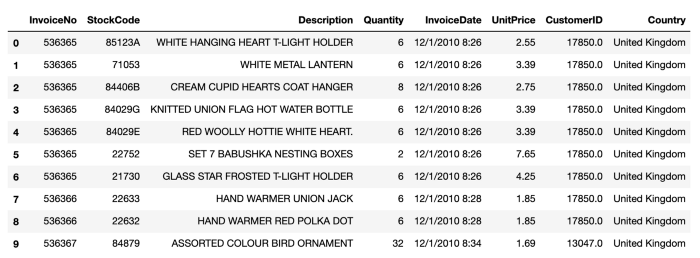 InvoiceNo StockCode Description Quantity InvoiceDate UnitPrice CustomerID Country
0 536365 85123A WHITE HANGING HEART T-LIGHT HOLDER 6 12/1/2010 8:26 2.55 17850.0 United Kingdom
1 536365 71053 WHITE METAL LANTERN 6 12/1/2010 8:26 3.39 17850.0 United Kingdom
2 536365 84406B CREAM CUPID HEARTS COAT HANGER 8 12/1/2010 8:26 2.75 17850.0 United Kingdom
3 536365 84029G KNITTED UNION FLAG HOT WATER BOTTLE 6 12/1/2010 8:26 3.39 17850.0 United Kingdom
4 536365 84029E RED WOOLLY HOTTIE WHITE HEART. 6 12/1/2010 8:26 3.39 17850.0 United Kingdom
5 536365 22752 SET 7 BABUSHKA NESTING BOXES 2 12/1/2010 8:26 7.65 17850.0 United Kingdom
6 536365 21730 GLASS STAR FROSTED T-LIGHT HOLDER 6 12/1/2010 8:26 4.25 17850.0 United Kingdom
7 536366 22633 HAND WARMER UNION JACK 6 12/1/2010 8:28 1.85 17850.0 United Kingdom
8 536366 22632 HAND WARMER RED POLKA DOT 6 12/1/2010 8:28 1.85 17850.0 United Kingdom
9 536367 84879 ASSORTED COLOUR BIRD ORNAMENT 32 12/1/2010 8:34 1.69 13047.0 United Kingdom